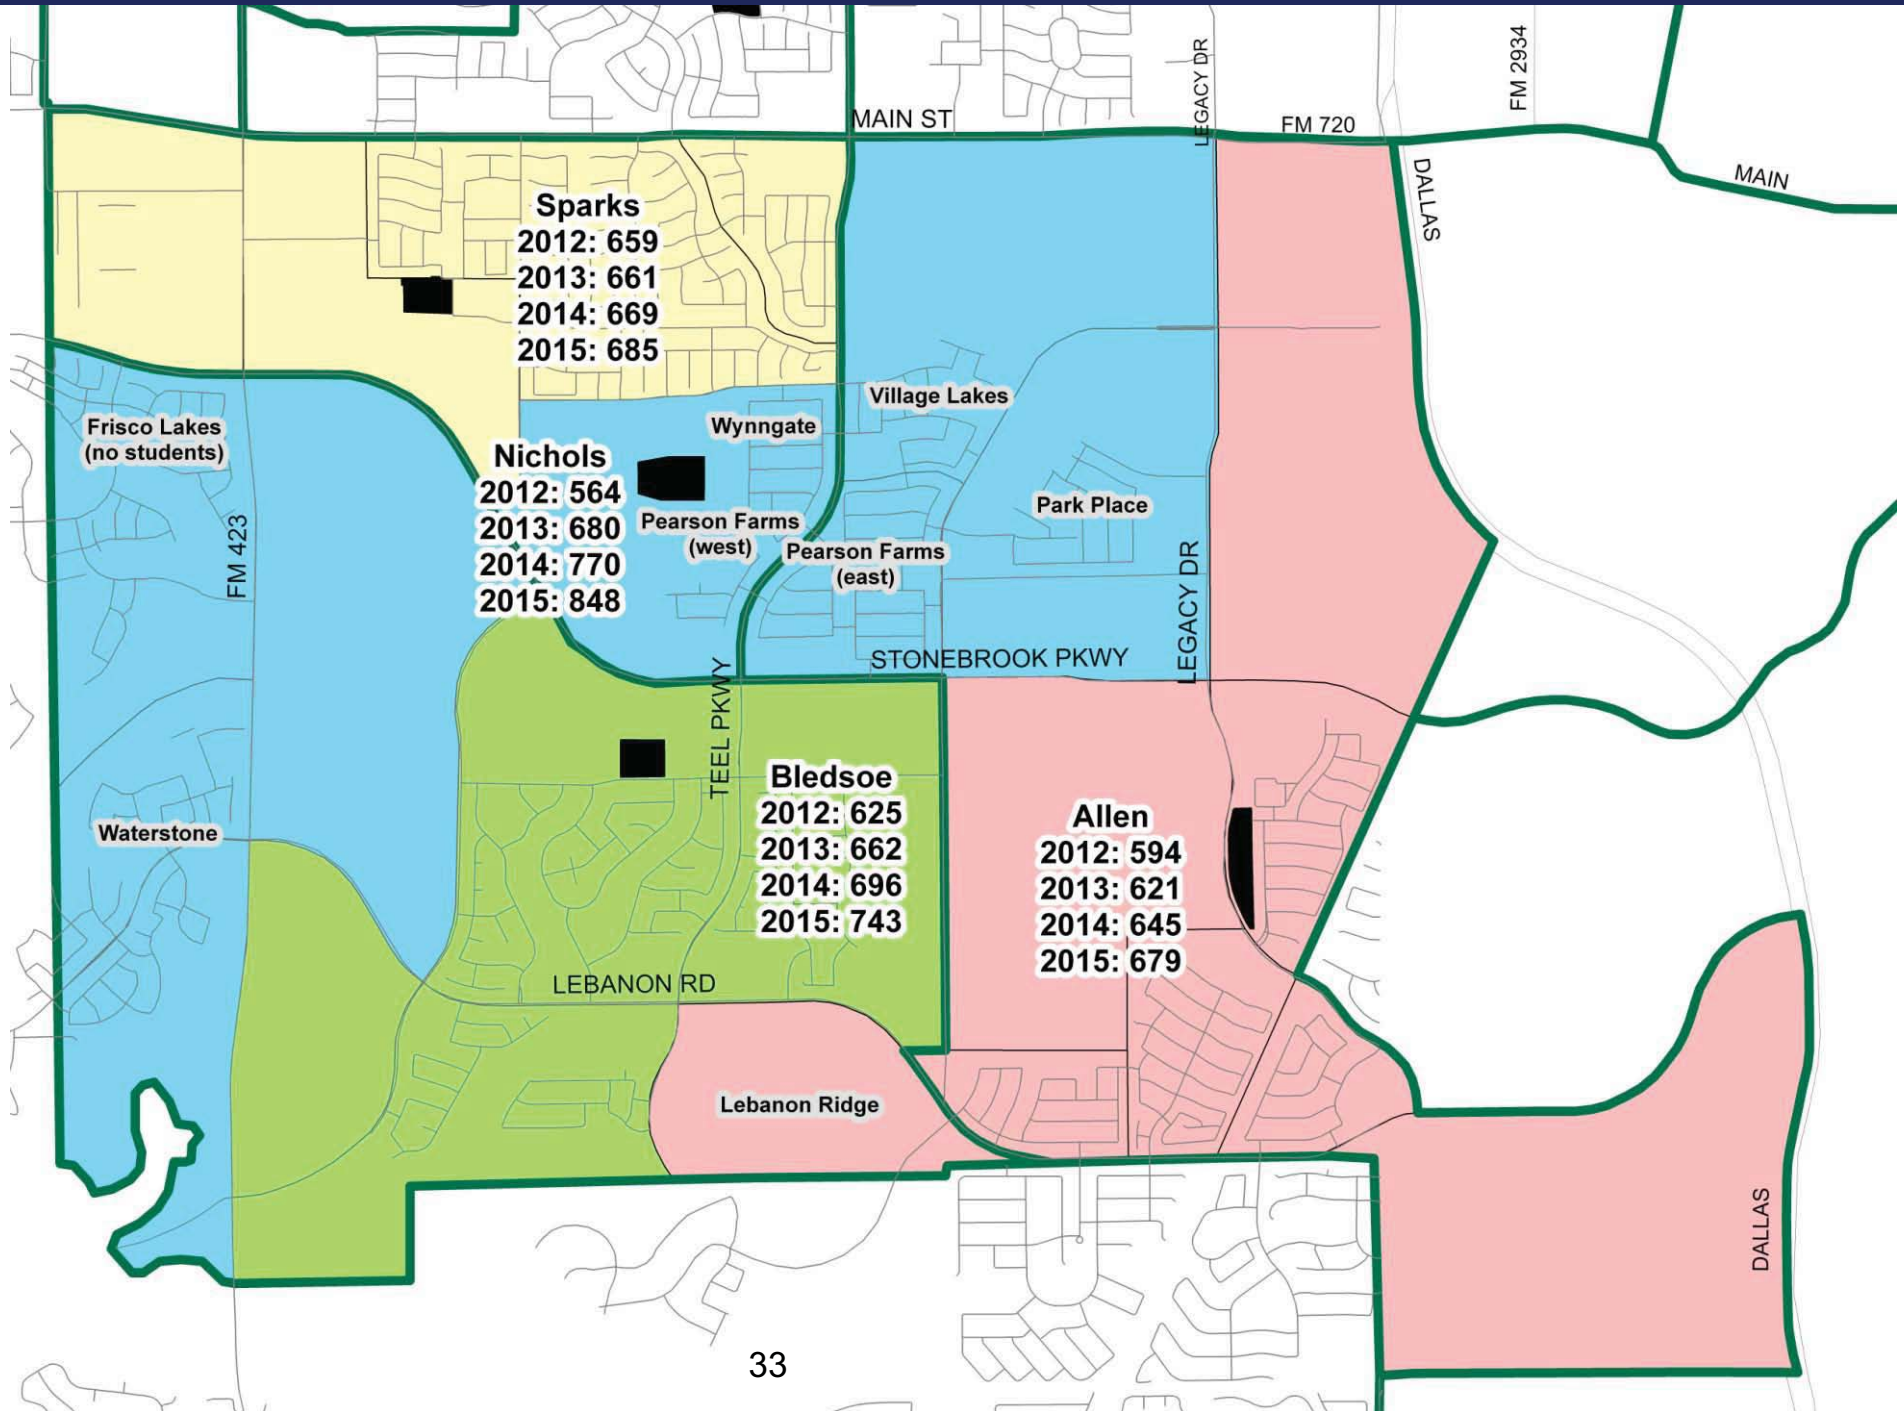 LEGACY DR
FM 2934
MAIN ST
FM 720
MAIN
DALLAS
Sparks
2012: 659
2013: 661
2014: 669
2015: 685
Village Lakes
Frisco Lakes
(no students)
Wynngate
Nichols
2012: 564
2013: 680
2014: 770
2015: 848
Park Place
Pearson Farms
(west)
Pearson Farms
(east)
FM 423
LEGACY DR
STONEBROOK PKWY
TEEL PKWY
Bledsoe
2012: 625
2013: 662
2014: 696
2015: 743
Waterstone
Allen
2012: 594
2013: 621
2014: 645
2015: 679
LEBANON RD
Lebanon Ridge
DALLAS
33